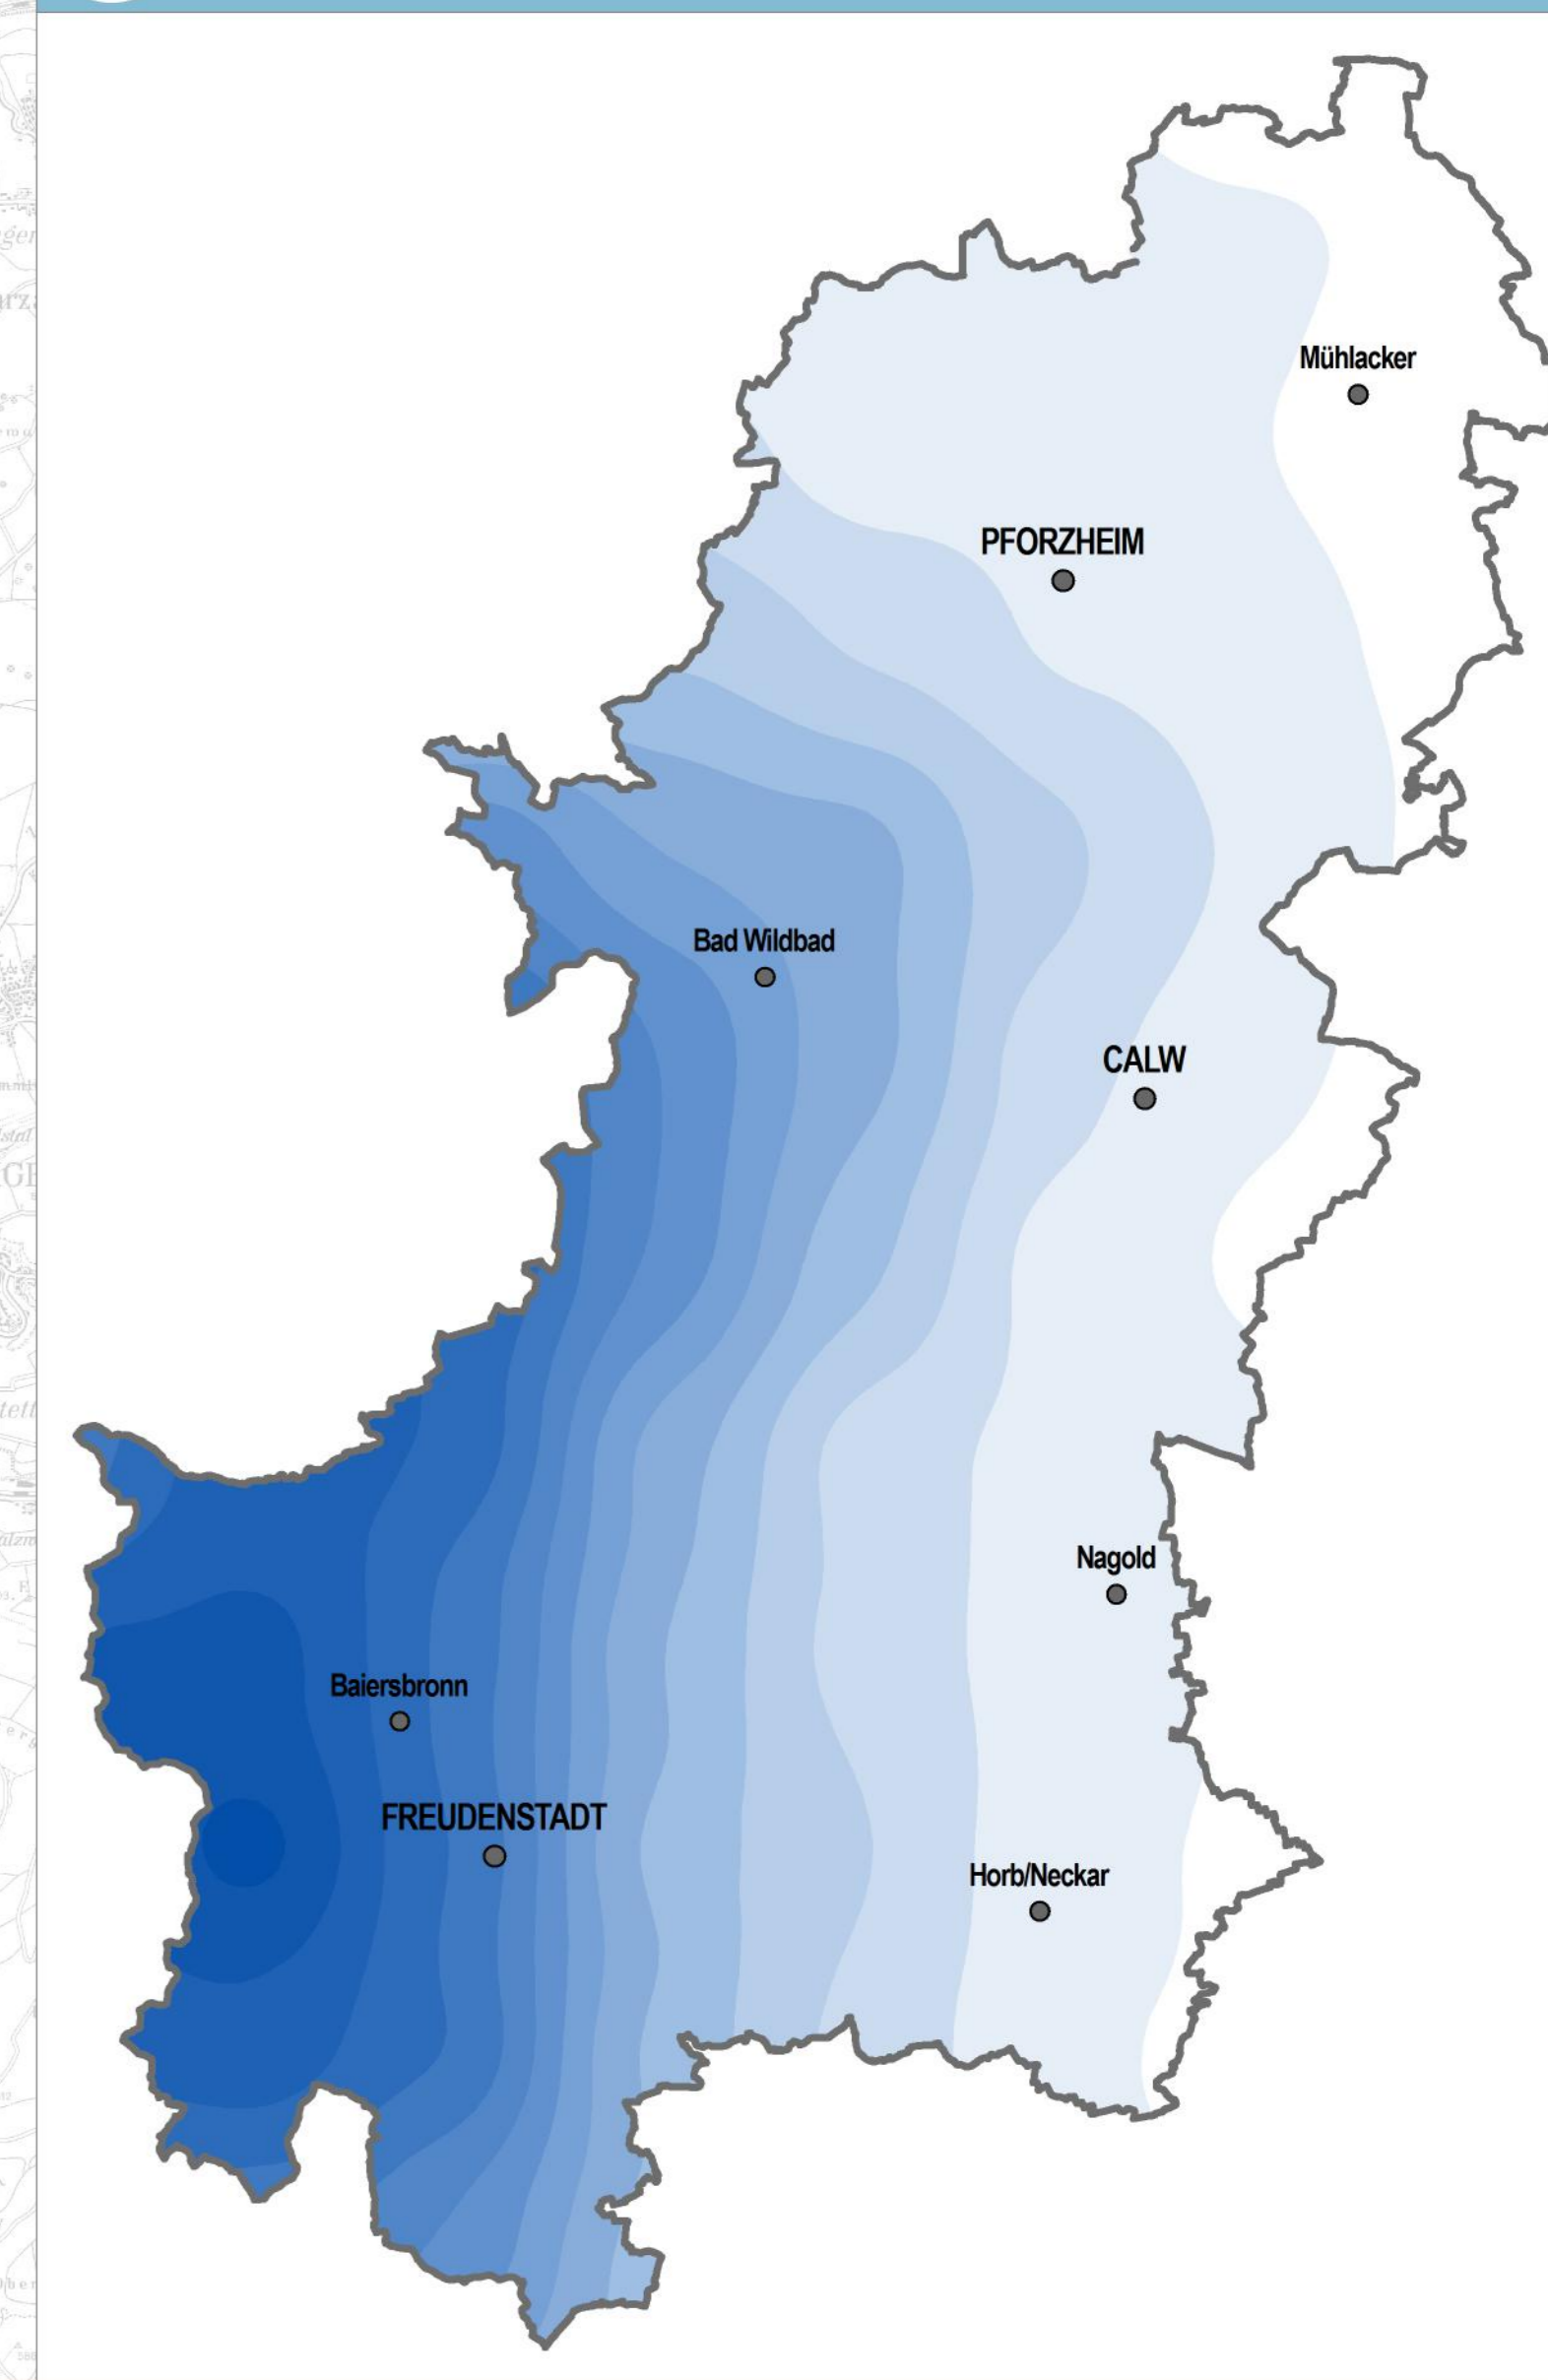 Mühlacker
PFORZHEIM
Bad Wildbad
CALW
Nagold
Baiersbronn
FREUDENSTADT
Horb/Neckar